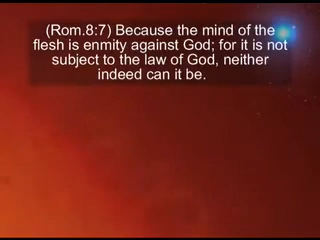 (Rom.8:7) Because the mind of the
flesh is enmity against God; for it is not
subject to the law of God, neither
indeed can it be.